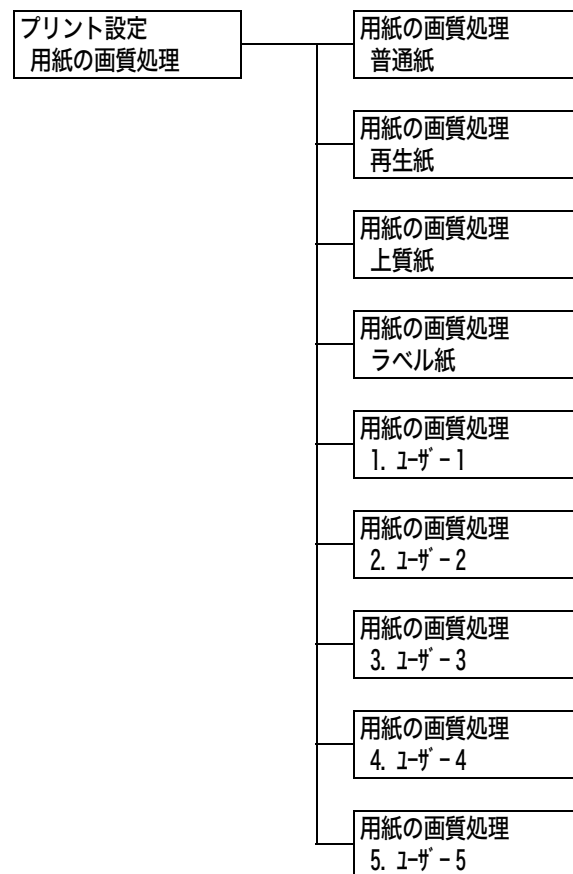 プリント設定
用紙の画質処理
用紙の画質処理
普通紙
用紙の画質処理
再生紙
用紙の画質処理
上質紙
用紙の画質処理
ラベル紙
用紙の画質処理
1. ﾕｰｻﾞｰ1
用紙の画質処理
2. ﾕｰｻﾞｰ2
用紙の画質処理
3. ﾕｰｻﾞｰ3
用紙の画質処理
4. ﾕｰｻﾞｰ4
用紙の画質処理
5. ﾕｰｻﾞｰ5